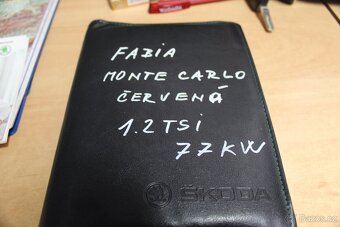 FABIA
MONTE CARLO
ČERVENÁ
1.2 TSI
77 KW
ŠKODA